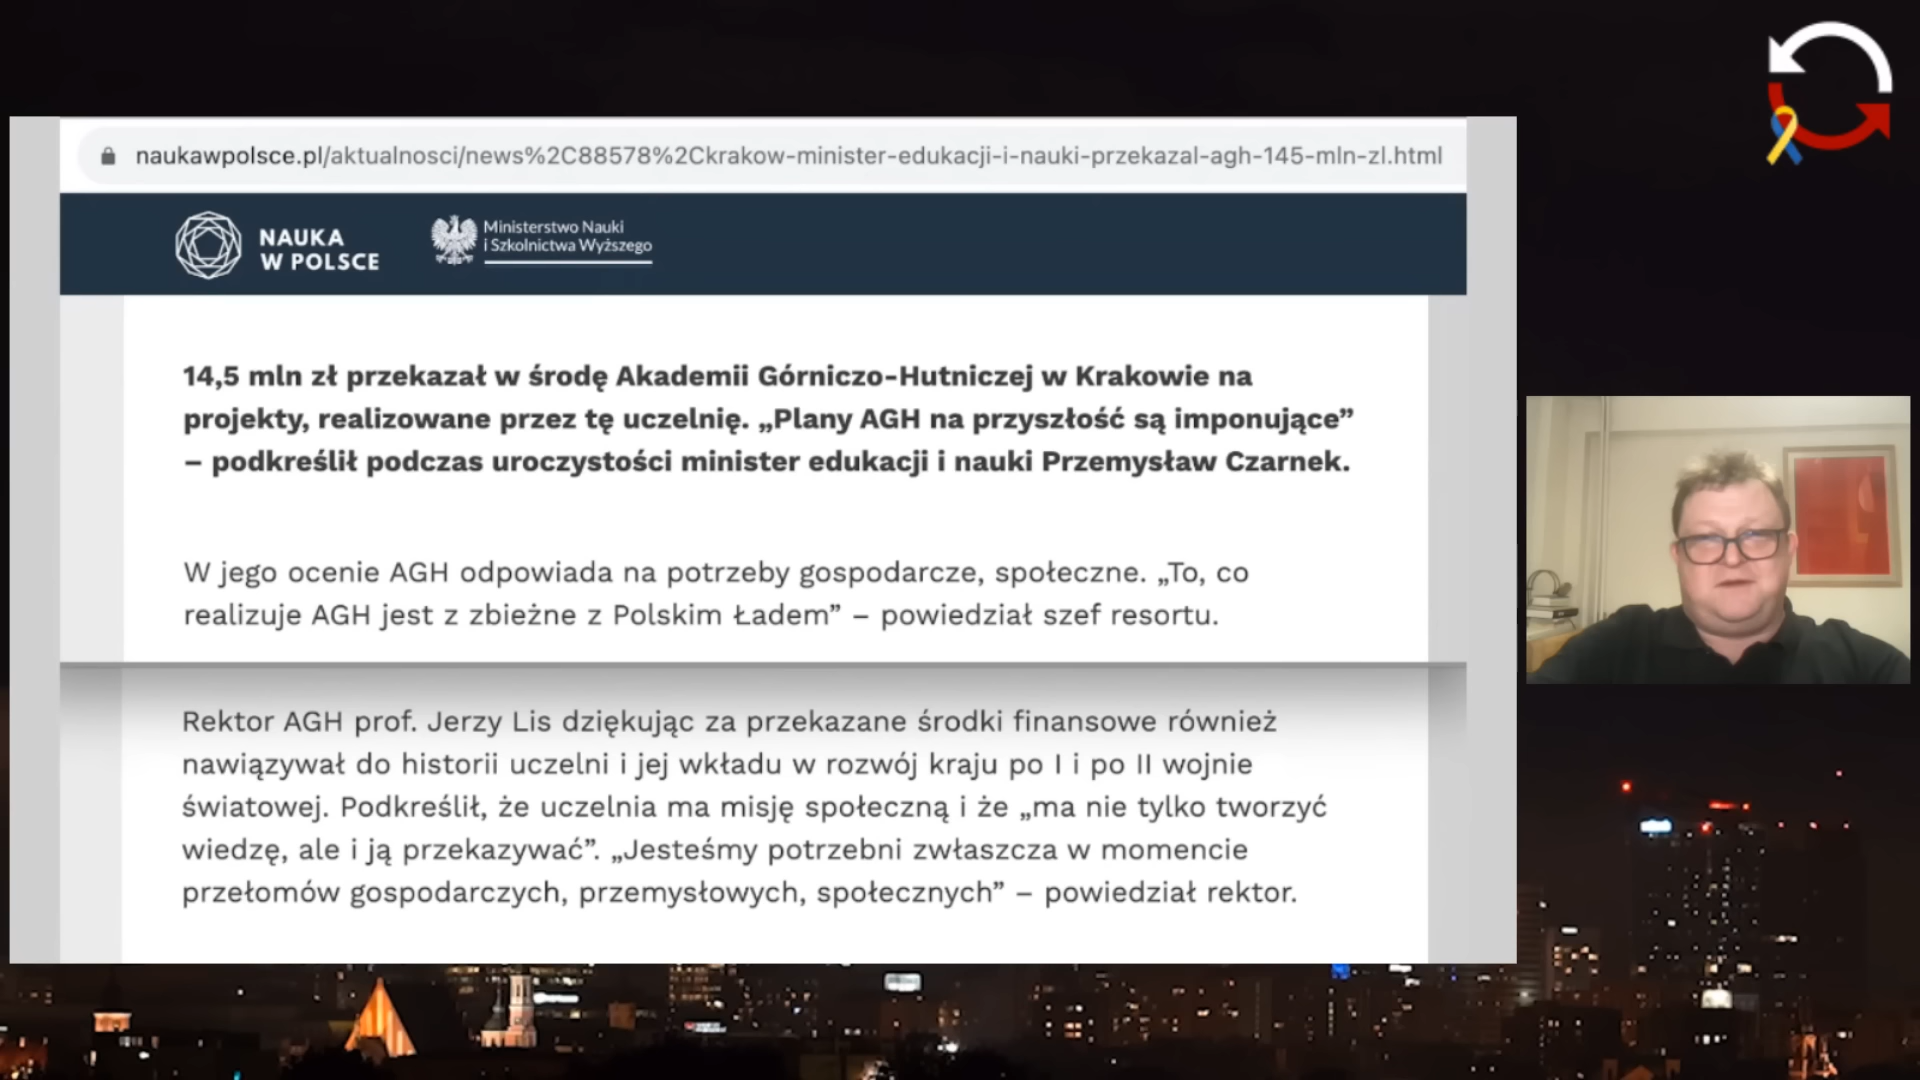 naukawpolsce.pl/aktualnosci/news%2C88578%2Ckrakow-minister-edukacji-i-nauki-przekazal-agh-145-mln-zl.html
NAUKA
W POLSCE
Ministerstwo Nauki
i Szkolnictwa Wyższego
14,5 mln zł przekazał w środę Akademii Górniczo-Hutniczej w Krakowie na
projekty, realizowane przez tę uczelnię. „Plany AGH na przyszłość są imponujące”
– podkreślił podczas uroczystości minister edukacji i nauki Przemysław Czarnek.
W jego ocenie AGH odpowiada na potrzeby gospodarcze, społeczne. „To, co
realizuje AGH jest z zbieżne z Polskim Ładem” – powiedział szef resortu.
Rektor AGH prof. Jerzy Lis dziękując za przekazane środki finansowe również
nawiązywał do historii uczelni i jej wkładu w rozwój kraju po I i po II wojnie
światowej. Podkreślił, że uczelnia ma misję społeczną i że „ma nie tylko tworzyć
wiedzę, ale i ją przekazywać”. „Jesteśmy potrzebni zwłaszcza w momencie
przełomów gospodarczych, przemysłowych, społecznych” – powiedział rektor.